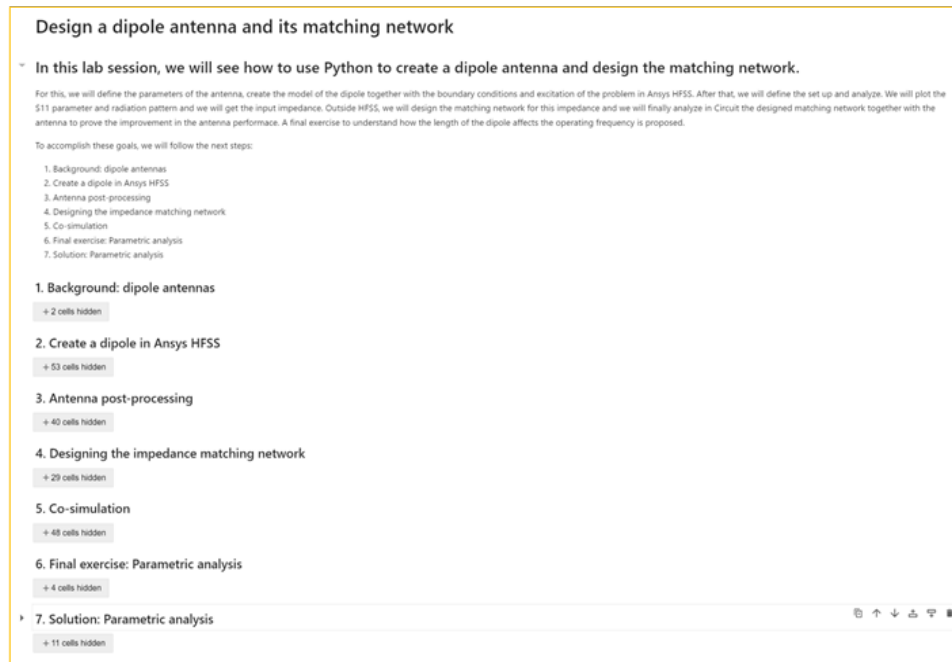 Design a dipole antenna and its matching network
In this lab session, we will see how to use Python to create a dipole antenna and design the matching network.
For this, we will define the parameters of the antenna, create the model of the dipole together with the boundary conditions and excitation of the problem in Ansys HFSS. After that, we will define the set up and analyze. We will plot the
S11 parameter and radiation pattern and we will get the input impedance. Outside HFSS, we will design the matching network for this impedance and we will finally analyze in Circuit the designed matching network together with the
antenna to prove the improvement in the antenna performace. A final exercise to understand how the length of the dipole affects the operating frequency is proposed.
To accomplish these goals, we will follow the next steps:
1. Background: dipole antennas
2. Create a dipole in Ansys HFSS
3. Antenna post-processing
4. Designing the impedance matching network
5. Co-simulation
6. Final exercise: Parametric analysis
7. Solution: Parametric analysis
1. Background: dipole antennas
+ 2 cells hidden
2. Create a dipole in Ansys HFSS
+ 53 cells hidden
3. Antenna post-processing
+ 40 cells hidden
4. Designing the impedance matching network
+ 29 cells hidden
5. Co-simulation
+ 48 cells hidden
6. Final exercise: Parametric analysis
+ 4 cells hidden
7. Solution: Parametric analysis
+ 11 cells hidden